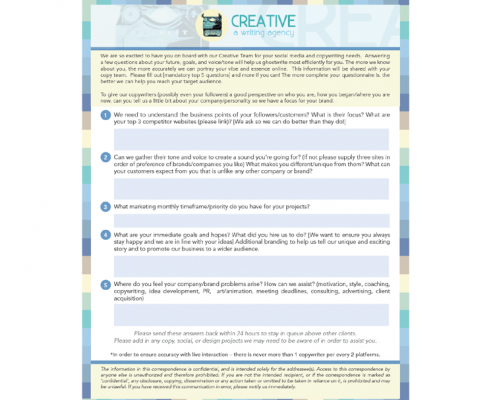 CREATIVE
a writing agency
We are so excited to have you on board with our Creative Team for your social media and copywriting needs. Answering
a few questions about your future, goals, and voice/tone will help us ghostwrite most efficiently for you. The more we know
about you, the more accurately we can portray your vibe and essence online. This information will be shared with your
copy team. Please fill out [mandatory top 5 questions] and more if you can! The more complete your questionnaire is, the
better we can help you reach your target audience.
To give our copywriters (possibly even your followers) a good perspective on who you are, how you began/where you are
now, can you tell us a little bit about your company/personality so we have a focus for your brand.
1 We need to understand the business points of your followers/customers? What is their focus? What are
your top 3 competitor websites (please link)? [We ask so we can do better than they do!]
2 Can we gather their tone and voice to create a sound you're going for? (If not please supply three sites in
order of preference of brands/companies you like) What makes you different/unique from them? What can
your customers expect from you that is unlike any other company or brand?
3 What marketing monthly timeframe/priority do you have for your projects?
4 What are your immediate goals and hopes? What did you hire us to do? [We want to ensure you always
stay happy and we are in line with your ideas] Additional branding to help us tell our unique and exciting
story and to promote our business to a wider audience.
5 Where do you feel your company/brand problems arise? How can we assist? (motivation, style, coaching,
copywriting, idea development, PR, art/animation, meeting deadlines, consulting, advertising, client
acquisition)
Please send these answers back within 24 hours to stay in queue above other clients.
Please add in any copy, social, or design projects we may need to be aware of in order to assist you.
*In order to ensure accuracy with live interaction - there is never more than 1 copywriter per every 2 platforms.
The information in this correspondence is confidential, and is intended solely for the addressee(s). Access to this correspondence by
anyone else is unauthorized and therefore prohibited. If you are not the intended recipient, or if the correspondence is marked as
'confidential', any disclosure, copying, distribution or any action taken or omitted to be taken in reliance on it, is prohibited and may
be unlawful. If you have received this communication in error, please notify us immediately.